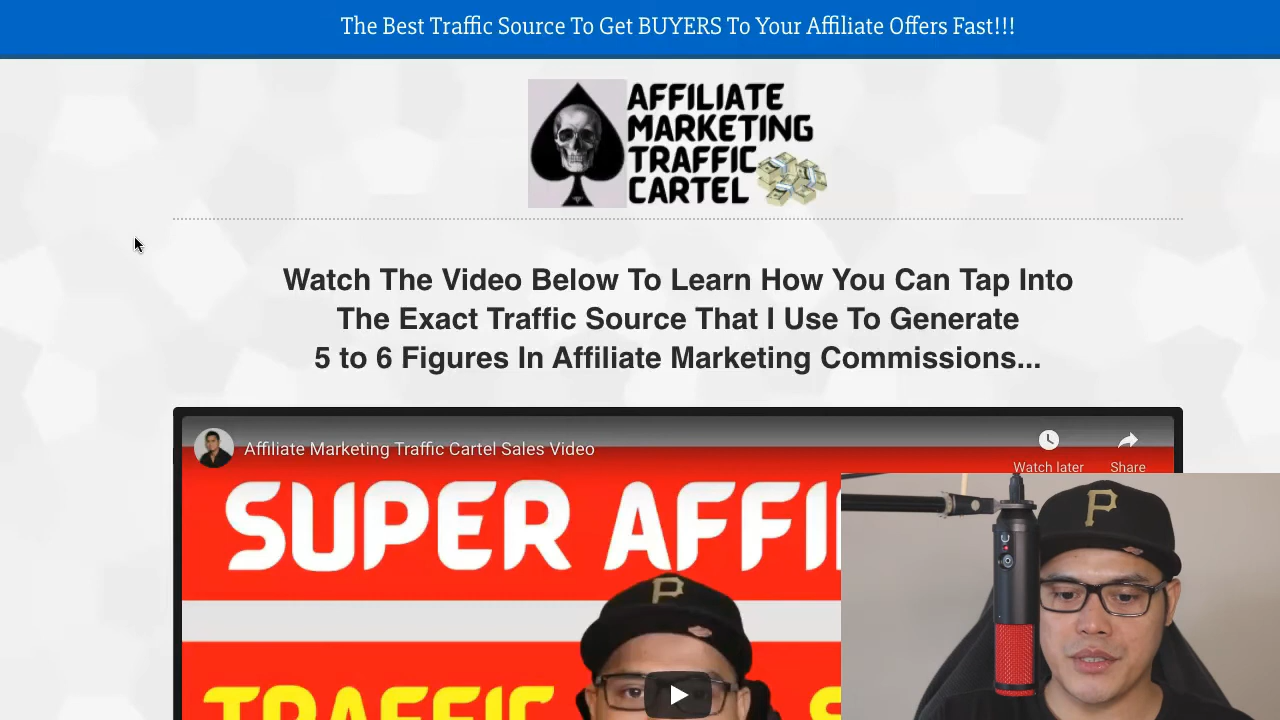 The Best Traffic Source To Get BUYERS To Your Affiliate Offers Fast!!!
AFFILIATE
MARKETING
TRAFFIC
CARTEL
Watch The Video Below To Learn How You Can Tap Into
The Exact Traffic Source That I Use To Generate
5 to 6 Figures In Affiliate Marketing Commissions...
Affiliate Marketing Traffic Cartel Sales Video
Watch later
Share
SUPER AFFI
P
P
TRAFFIC